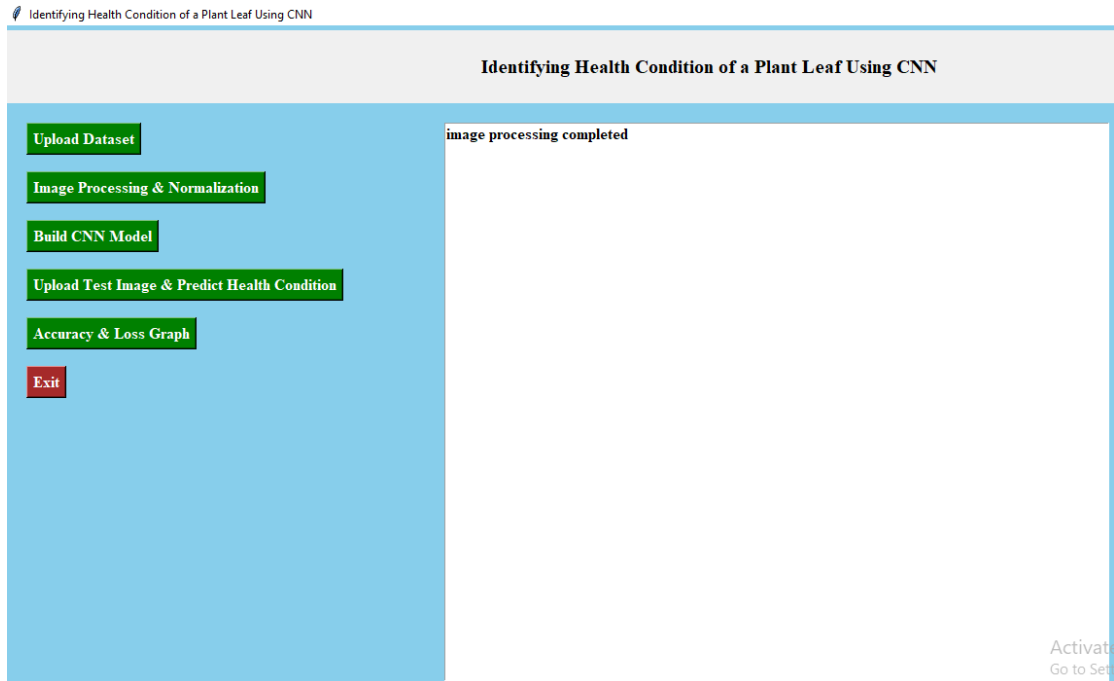 Identifying Health Condition of a Plant Leaf Using CNN
Identifying Health Condition of a Plant Leaf Using CNN
Upload Dataset
Image Processing & Normalization
Build CNN Model
Upload Test Image & Predict Health Condition
Accuracy & Loss Graph
Exit
image processing completed
Activat
Go to Set